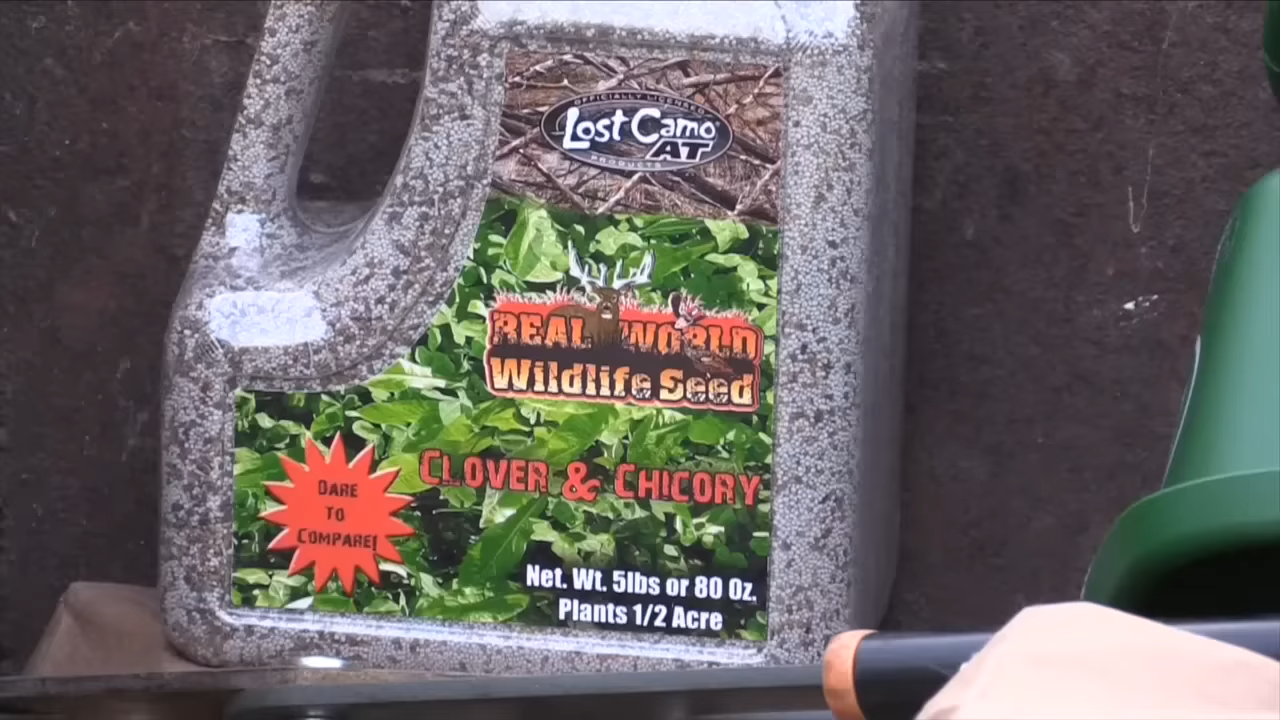 OFFICIALLY LICENSED
Lost Camo
AT
PRODUCTS
REAL WORLD
Wildlife Seed
CLOVER & CHICORY
DARE
TO
COMPARE!
Net. Wt. 5lbs or 80 Oz.
Plants 1/2 Acre